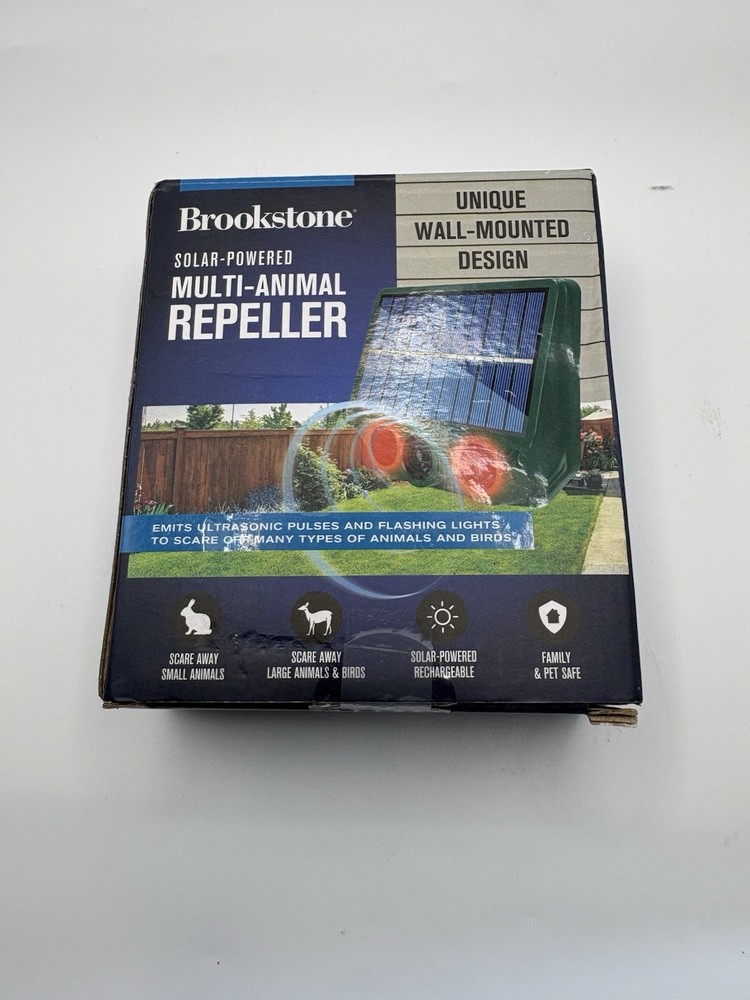 Brookstone
SOLAR-POWERED
MULTI-ANIMAL
REPELLER
UNIQUE
WALL-MOUNTED
DESIGN
EMITS ULTRASONIC PULSES AND FLASHING LIGHTS
TO SCARE OFF MANY TYPES OF ANIMALS AND BIRDS
SCARE AWAY
SMALL ANIMALS
SCARE AWAY
LARGE ANIMALS & BIRDS
SOLAR-POWERED
RECHARGEABLE
FAMILY
& PET SAFE